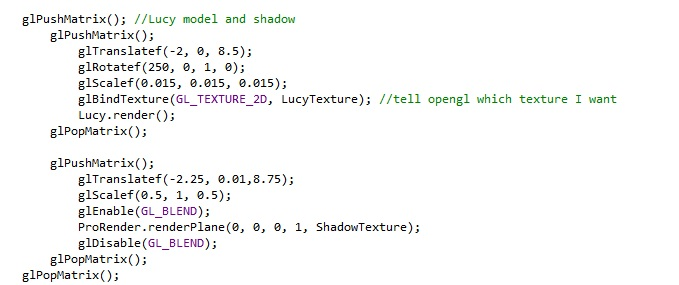 glPushMatrix(); //Lucy model and shadow
glPushMatrix();
glTranslatef(-2, 0, 8.5);
glRotatef(250, 0, 1, 0);
glScalef(0.015, 0.015, 0.015);
glBindTexture(GL_TEXTURE_2D, LucyTexture); //tell opengl which texture I want
Lucy.render();
glPopMatrix();
glPushMatrix();
glTranslatef(-2.25, 0.01,8.75);
glScalef(0.5, 1, 0.5);
glEnable(GL_BLEND);
ProRender.renderPlane(0, 0, 0, 1, ShadowTexture);
glDisable(GL_BLEND);
glPopMatrix();
glPopMatrix();